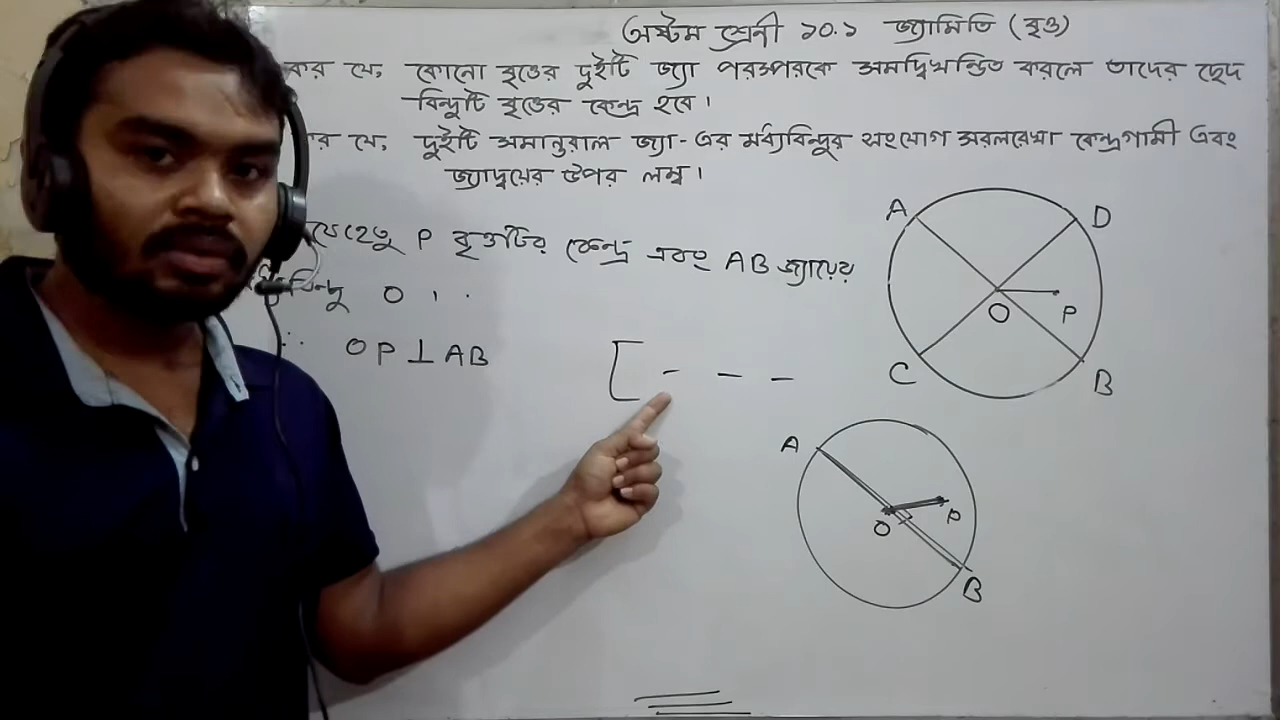 অষ্টম শ্রেনী ১০.১ জ্যামিতি (বৃত্ত)
কর যে, কোনো বৃত্তের দুইটি জ্যা পরস্পরকে সমদ্বিখন্ডিত করলে তাদের ছেদ
বিন্দুটি বৃত্তের কেন্দ্র হবে।
র যে, দুইটি সমান্তরাল জ্যা-এর মধ্যবিন্দুর সংযোগ সরলরেখা কেন্দ্রগামী এবং
জ্যাদ্বয়ের উপর লম্ব।
যেহেতু P বৃত্তটির কেন্দ্র এবং AB জ্যায়ের
বিন্দু O ।
∴ OP ⊥ AB [ - - -
A D
O P
C B
A
O P
B